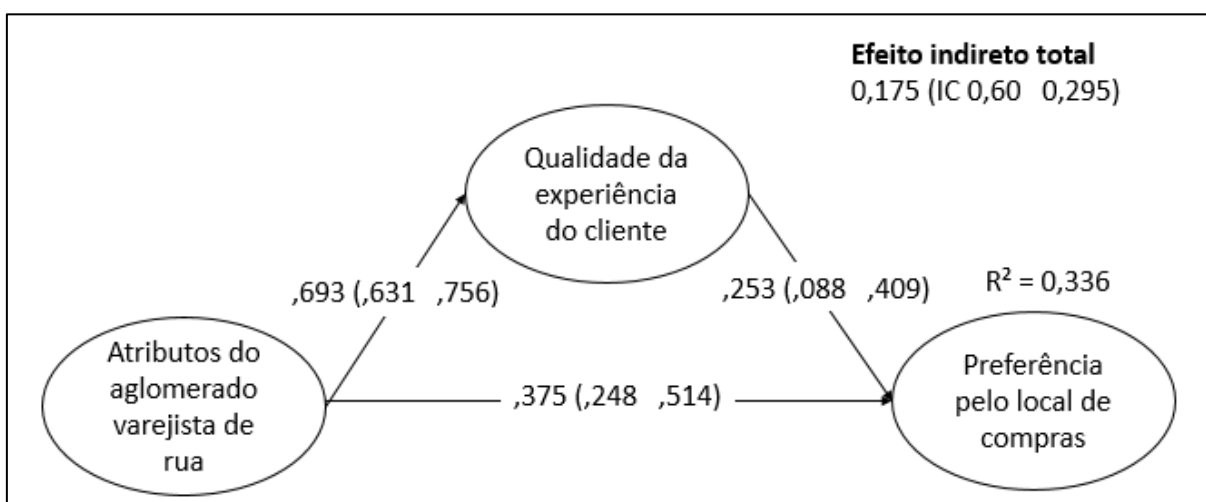 Efeito indireto total
0,175 (IC 0,60 0,295)
Qualidade da
experiência
do cliente
,693 (,631 ,756)
,253 (,088 ,409)
R² = 0,336
Atributos do
aglomerado
varejista de
rua
,375 (,248 ,514)
Preferência
pelo local de
compras